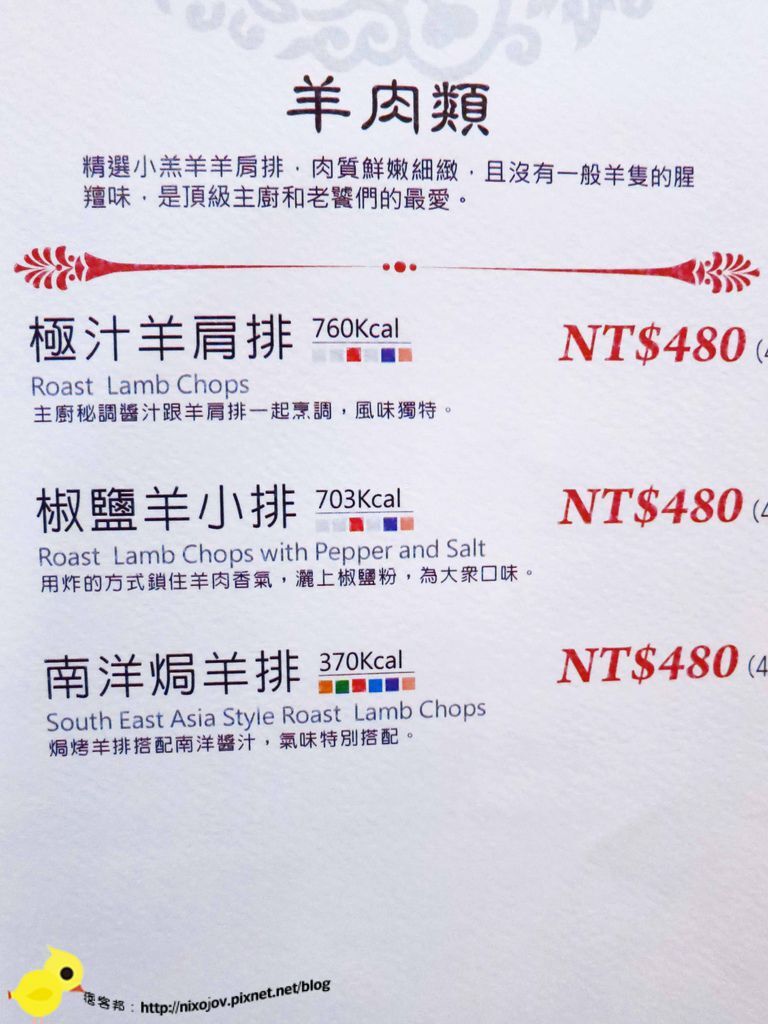 羊肉類
精選小羔羊羊肩排，肉質鮮嫩細緻，且沒有一般羊隻的腥
羶味，是頂級主廚和老饕們的最愛。
極汁羊肩排 760Kcal NT$480 (4
Roast Lamb Chops
主廚秘調醬汁跟羊肩排一起烹調，風味獨特。
椒鹽羊小排 703Kcal NT$480 (4
Roast Lamb Chops with Pepper and Salt
用炸的方式鎖住羊肉香氣，灑上椒鹽粉，為大眾口味。
南洋焗羊排 370Kcal NT$480 (4
South East Asia Style Roast Lamb Chops
焗烤羊排搭配南洋醬汁，氣味特別搭配。
痞客邦：http://nixojov.pixnet.net/blog